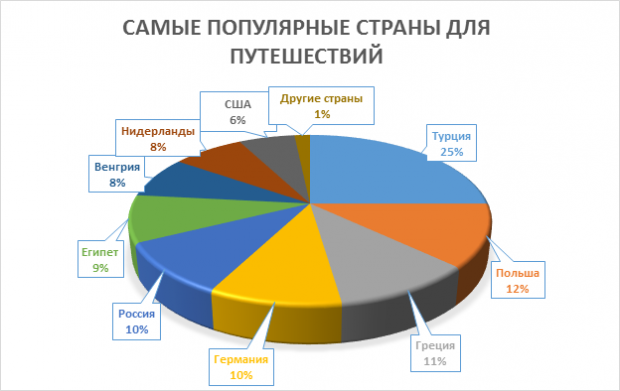 САМЫЕ ПОПУЛЯРНЫЕ СТРАНЫ ДЛЯ
ПУТЕШЕСТВИЙ
США
6%
Другие страны
1%
Нидерланды
8%
Турция
25%
Венгрия
8%
Египет
9%
Польша
12%
Россия
10%
Германия
10%
Греция
11%